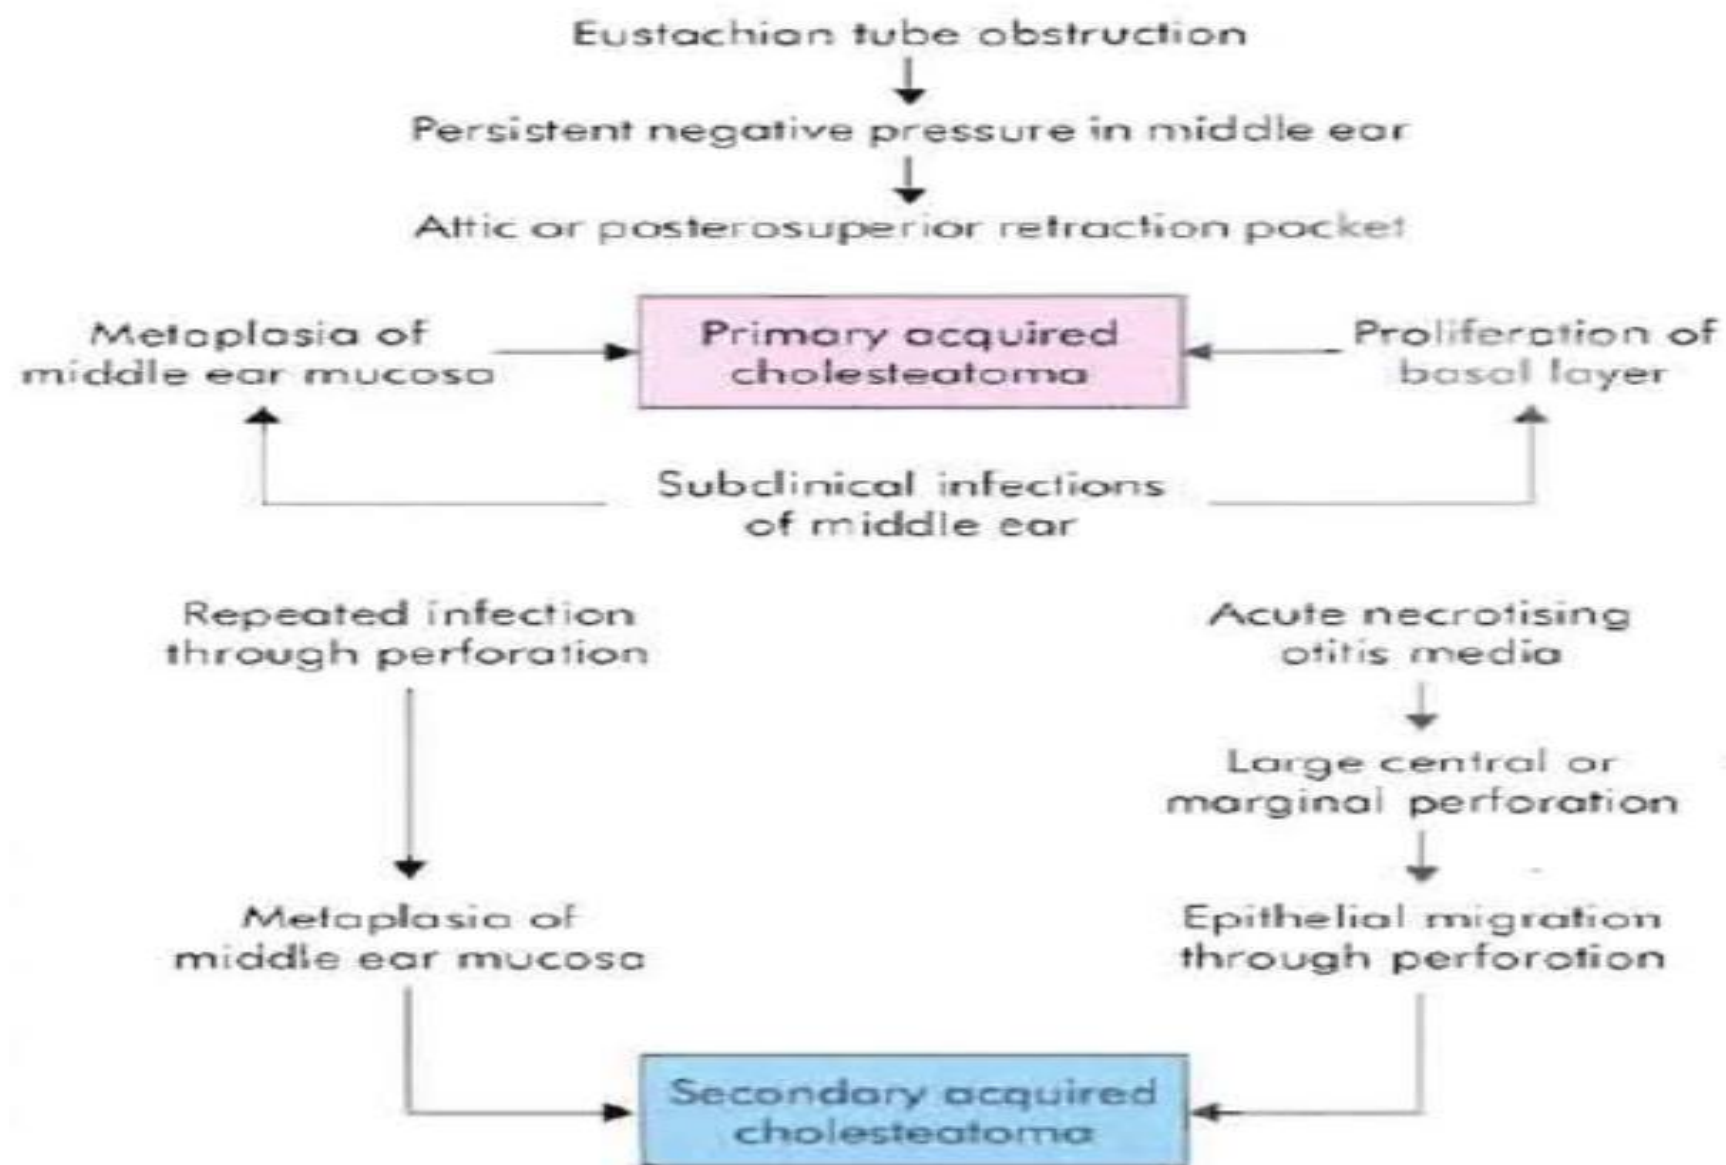 Eustachian tube obstruction
Persistent negative pressure in middle ear
Attic or posterosuperior retraction pocket
Metaplasia of
middle ear mucosa
Primary acquired
cholesteatoma
Proliferation of
basal layer
Subclinical infections
of middle ear
Repeated infection
through perforation
Acute necrotising
otitis media
Large central or
marginal perforation
Metaplasia of
middle ear mucosa
Epithelial migration
through perforation
Secondary acquired
cholesteatoma